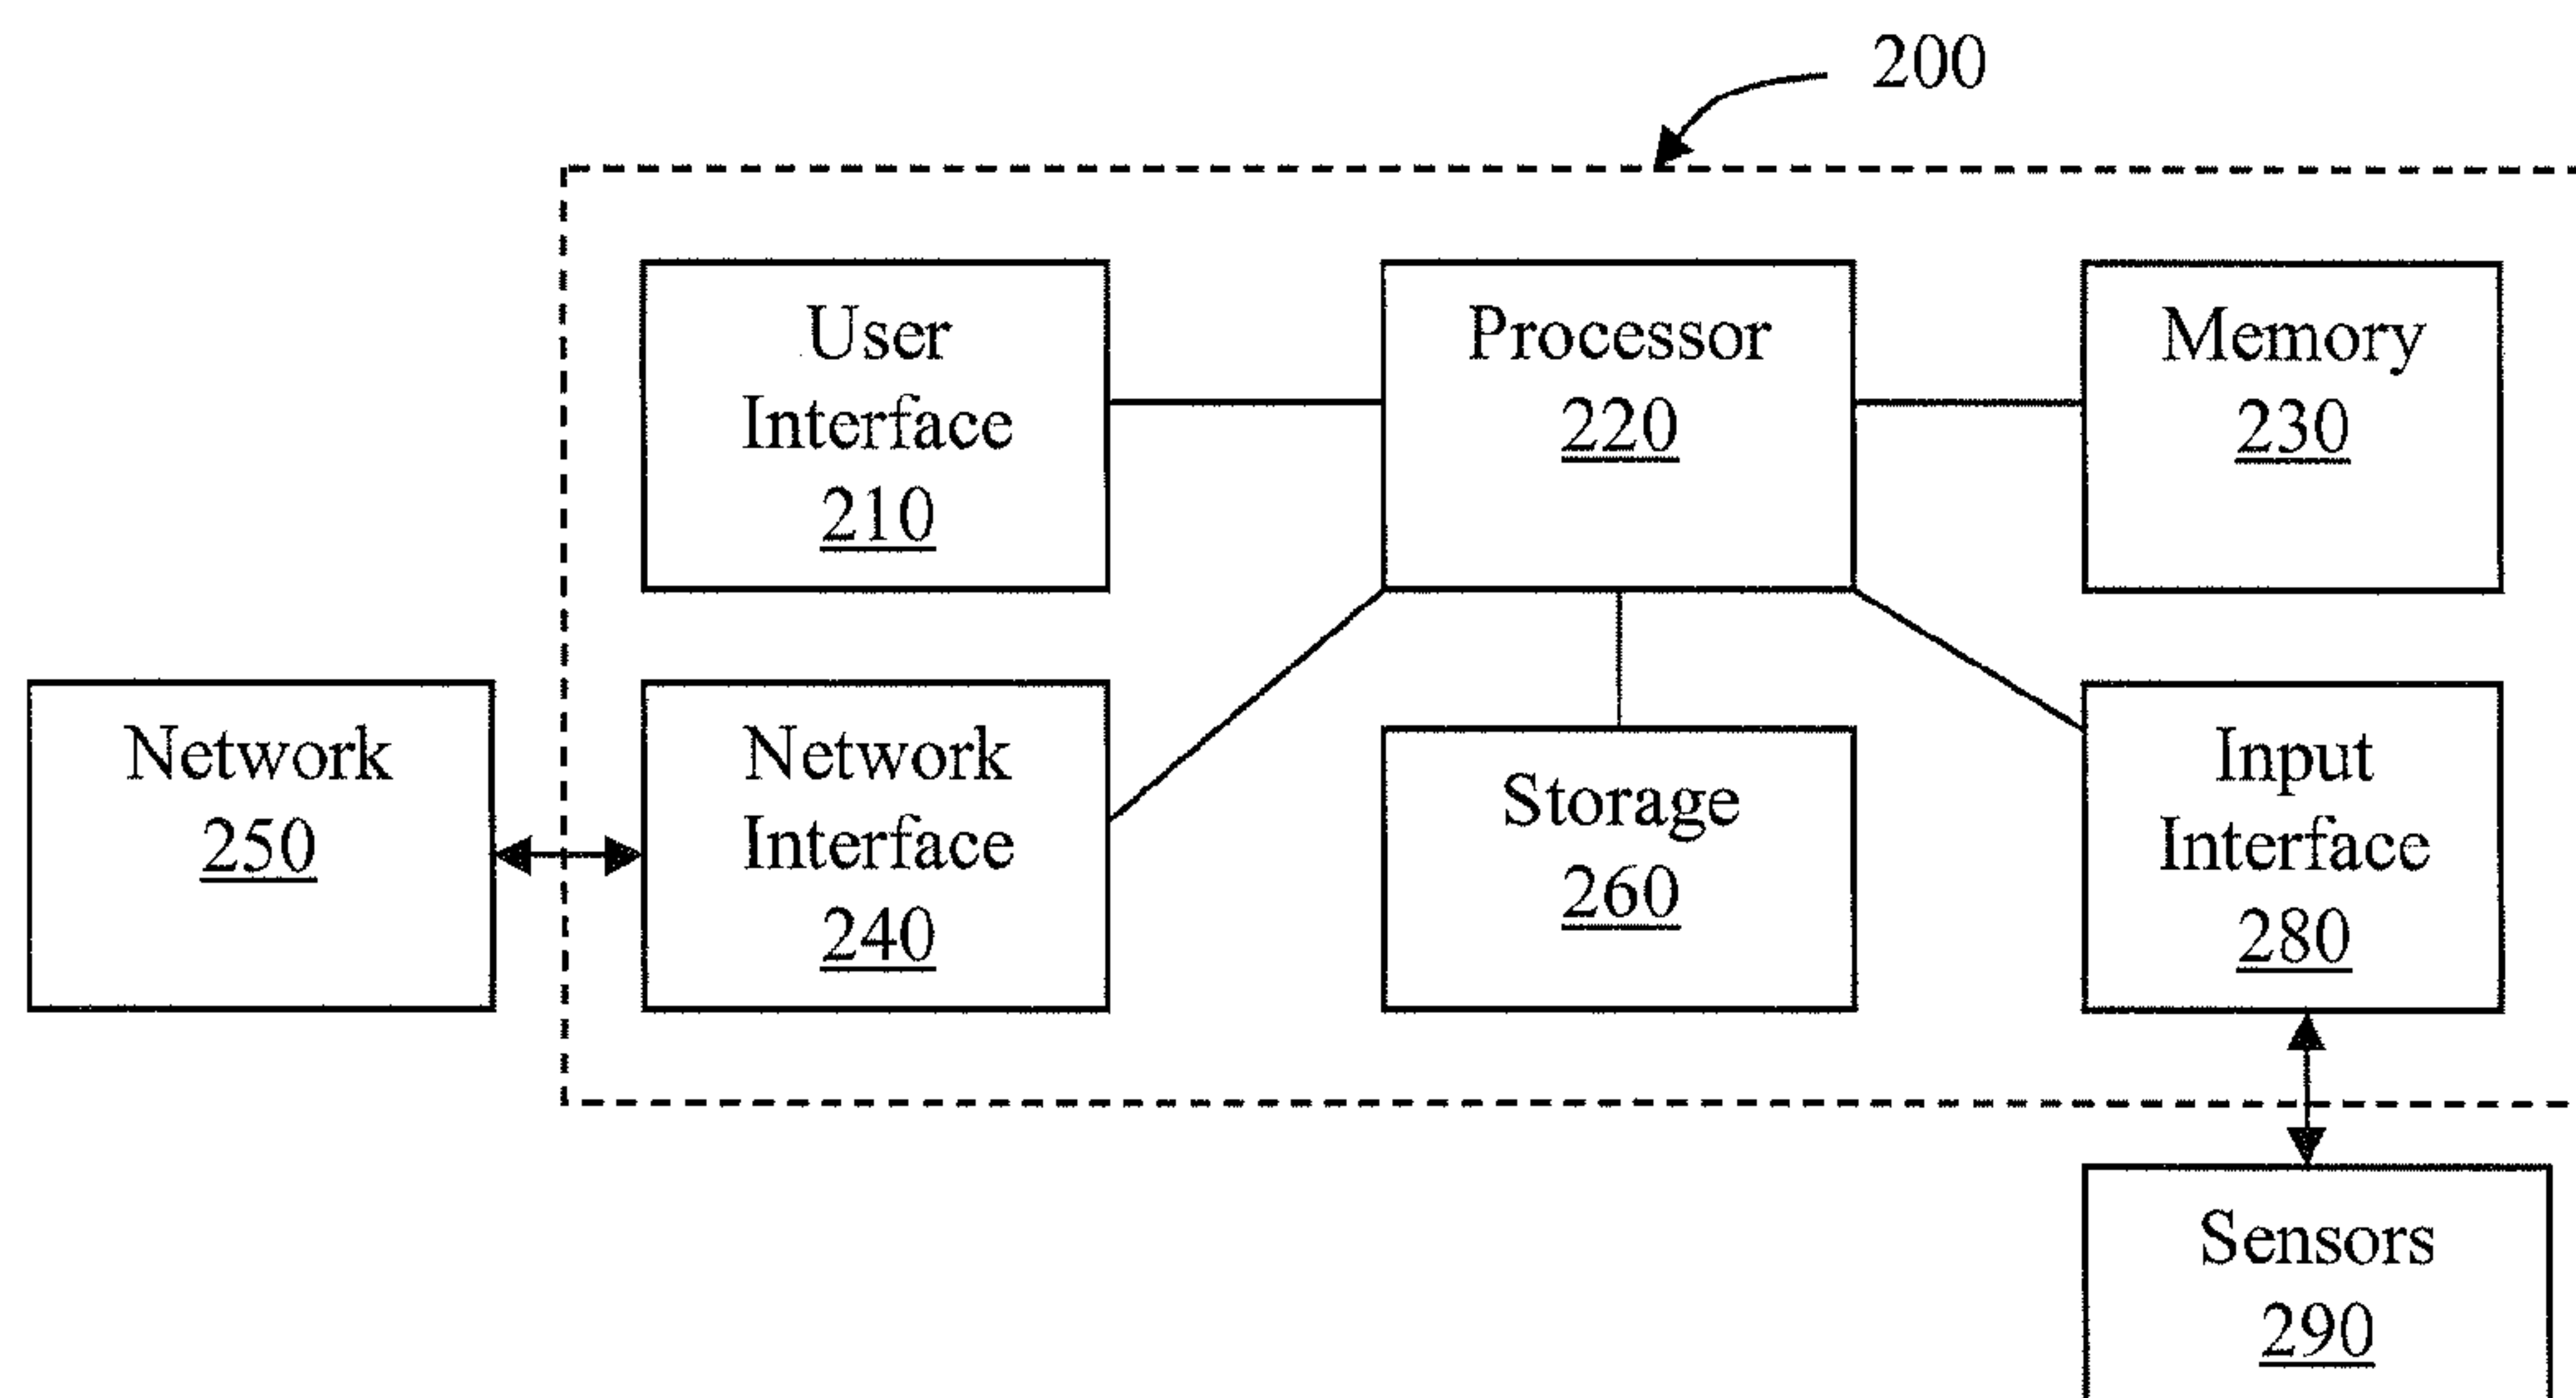 200
User
Interface
210
Processor
220
Memory
230
Network
250
Network
Interface
240
Storage
260
Input
Interface
280
Sensors
290